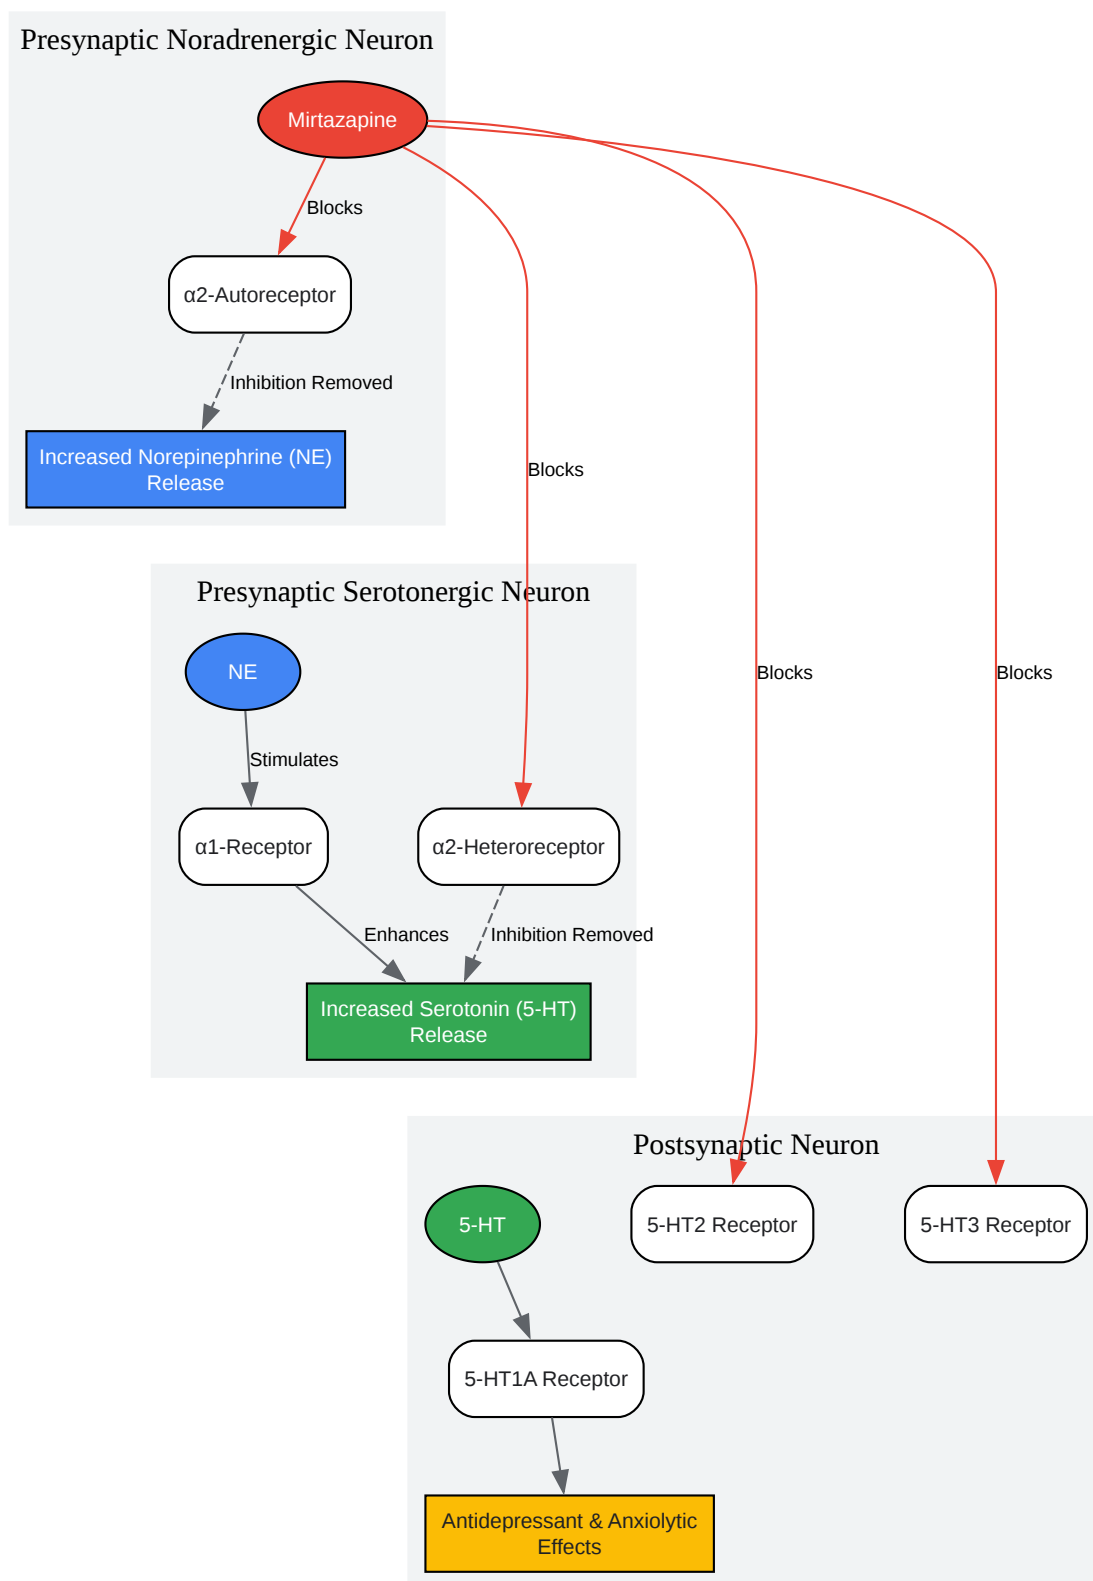 Presynaptic Noradrenergic Neuron
Mirtazapine
Blocks
α2-Autoreceptor
Inhibition Removed
Increased Norepinephrine (NE)
Release
Blocks
Presynaptic Serotonergic Neuron
NE
Blocks
Blocks
Stimulates
α1-Receptor
α2-Heteroreceptor
Enhances
Inhibition Removed
Increased Serotonin (5-HT)
Release
Postsynaptic Neuron
5-HT
5-HT2 Receptor
5-HT3 Receptor
5-HT1A Receptor
Antidepressant & Anxiolytic
Effects